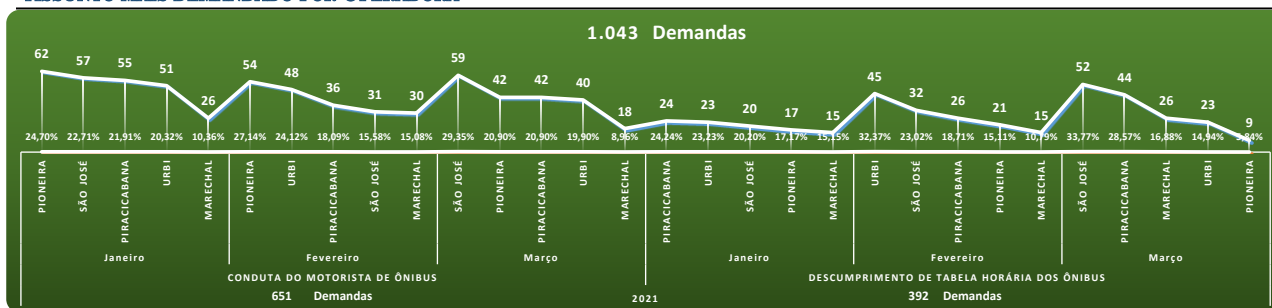 ASSUNTO MAIS DEMANDADO POR OPERADORA
1.043 Demandas
62 57 55 51 26 54 48 36 31 30 59 42 42 40 18 24 23 20 17 15 45 32 26 21 15 52 44 26 23 9
24,70% 22,71% 21,91% 20,32% 10,36% 27,14% 24,12% 18,09% 15,58% 15,08% 29,35% 20,90% 20,90% 19,90% 8,96% 24,24% 23,23% 20,20% 17,17% 15,15% 32,37% 23,02% 18,71% 15,11% 10,79% 33,77% 28,57% 16,88% 14,94% 5,84%
PIONEIRA SÃO JOSÉ PIRACICABANA URBI MARECHAL PIONEIRA URBI PIRACICABANA SÃO JOSÉ MARECHAL SÃO JOSÉ PIONEIRA PIRACICABANA URBI MARECHAL PIRACICABANA URBI SÃO JOSÉ PIONEIRA MARECHAL URBI SÃO JOSÉ PIRACICABANA PIONEIRA MARECHAL SÃO JOSÉ PIRACICABANA MARECHAL URBI PIONEIRA
Janeiro Fevereiro Março Janeiro Fevereiro Março
CONDUTA DO MOTORISTA DE ÔNIBUS DESCUMPRIMENTO DE TABELA HORÁRIA DOS ÔNIBUS
651 Demandas 2021 392 Demandas